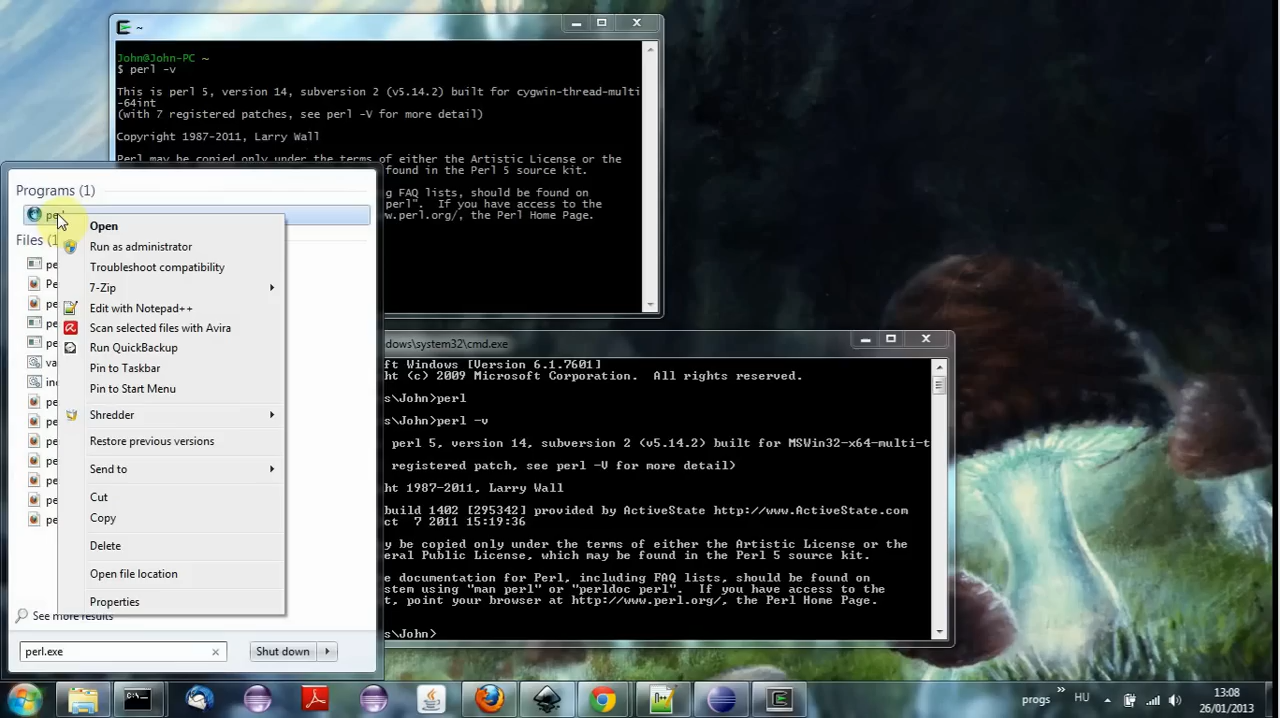 ~
John@John-PC ~
$ perl -v
This is perl 5, version 14, subversion 2 (v5.14.2) built for cygwin-thread-multi
-64int
(with 7 registered patches, see perl -V for more detail)
Copyright 1987-2011, Larry Wall
Perl may be copied only under the terms of either the Artistic License or the
found in the Perl 5 source kit.
g FAQ lists, should be found on
perl". If you have access to the
w.perl.org/, the Perl Home Page.
Programs (1)
Files (1
Open
Run as administrator
Troubleshoot compatibility
7-Zip
Edit with Notepad++
Scan selected files with Avira
Run QuickBackup
Pin to Taskbar
Pin to Start Menu
Shredder
Restore previous versions
Send to
Cut
Copy
Delete
Open file location
Properties
See more results
perl.exe
Shut down
dows\system32\cmd.exe
ft Windows [Version 6.1.7601]
ht (c) 2009 Microsoft Corporation. All rights reserved.
s\John>perl
s\John>perl -v
perl 5, version 14, subversion 2 (v5.14.2) built for MSWin32-x64-multi-t
registered patch, see perl -V for more detail)
ht 1987-2011, Larry Wall
build 1402 [295342] provided by ActiveState http://www.ActiveState.com
ct 7 2011 15:19:36
y be copied only under the terms of either the Artistic License or the
eral Public License, which may be found in the Perl 5 source kit.
e documentation for Perl, including FAQ lists, should be found on
stem using "man perl" or "perldoc perl". If you have access to the
t, point your browser at http://www.perl.org/, the Perl Home Page.
s\John>
progs
HU
13:08
26/01/2013